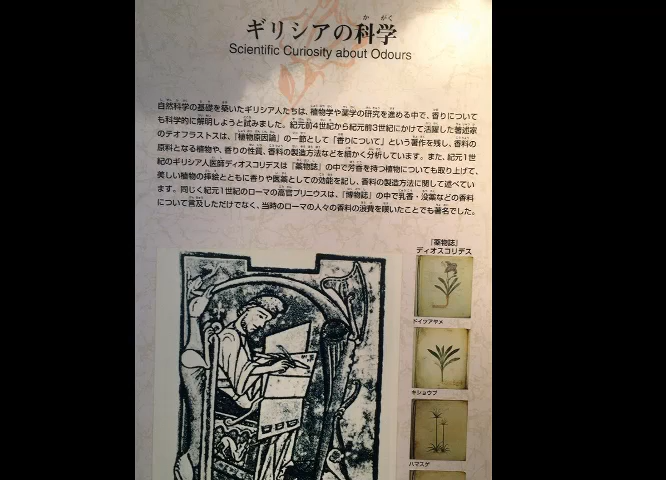 ギリシアの科学
Scientific Curiosity about Odours
自然科学の基礎を築いたギリシア人たちは、植物学や薬学の研究を進める中で、香りについて
も科学的に解明しようと試みました。紀元前4世紀から紀元前3世紀にかけて活躍した著述家
のテオフラストスは、『植物原因論』の一節として「香りについて」という著作を残し、香料の
原料となる植物や、香りの性質、香料の製造方法などを細かく分析しています。また、紀元1世
紀のギリシア人医師ディオスコリデスは『薬物誌』の中で芳香を持つ植物についても取り上げて、
美しい植物の挿絵とともに香りや医薬としての効能を記し、香料の製造方法に関して述べてい
ます。同じく紀元1世紀のローマの高官プリニウスは、『博物誌』の中で乳香・没薬などの香料
について言及しただけでなく、当時のローマの人々の香料の浪費を嘆いたことでも著名でした。
『薬物誌』
ディオスコリデス
ドイツアヤメ
キショウブ
ハマスゲ